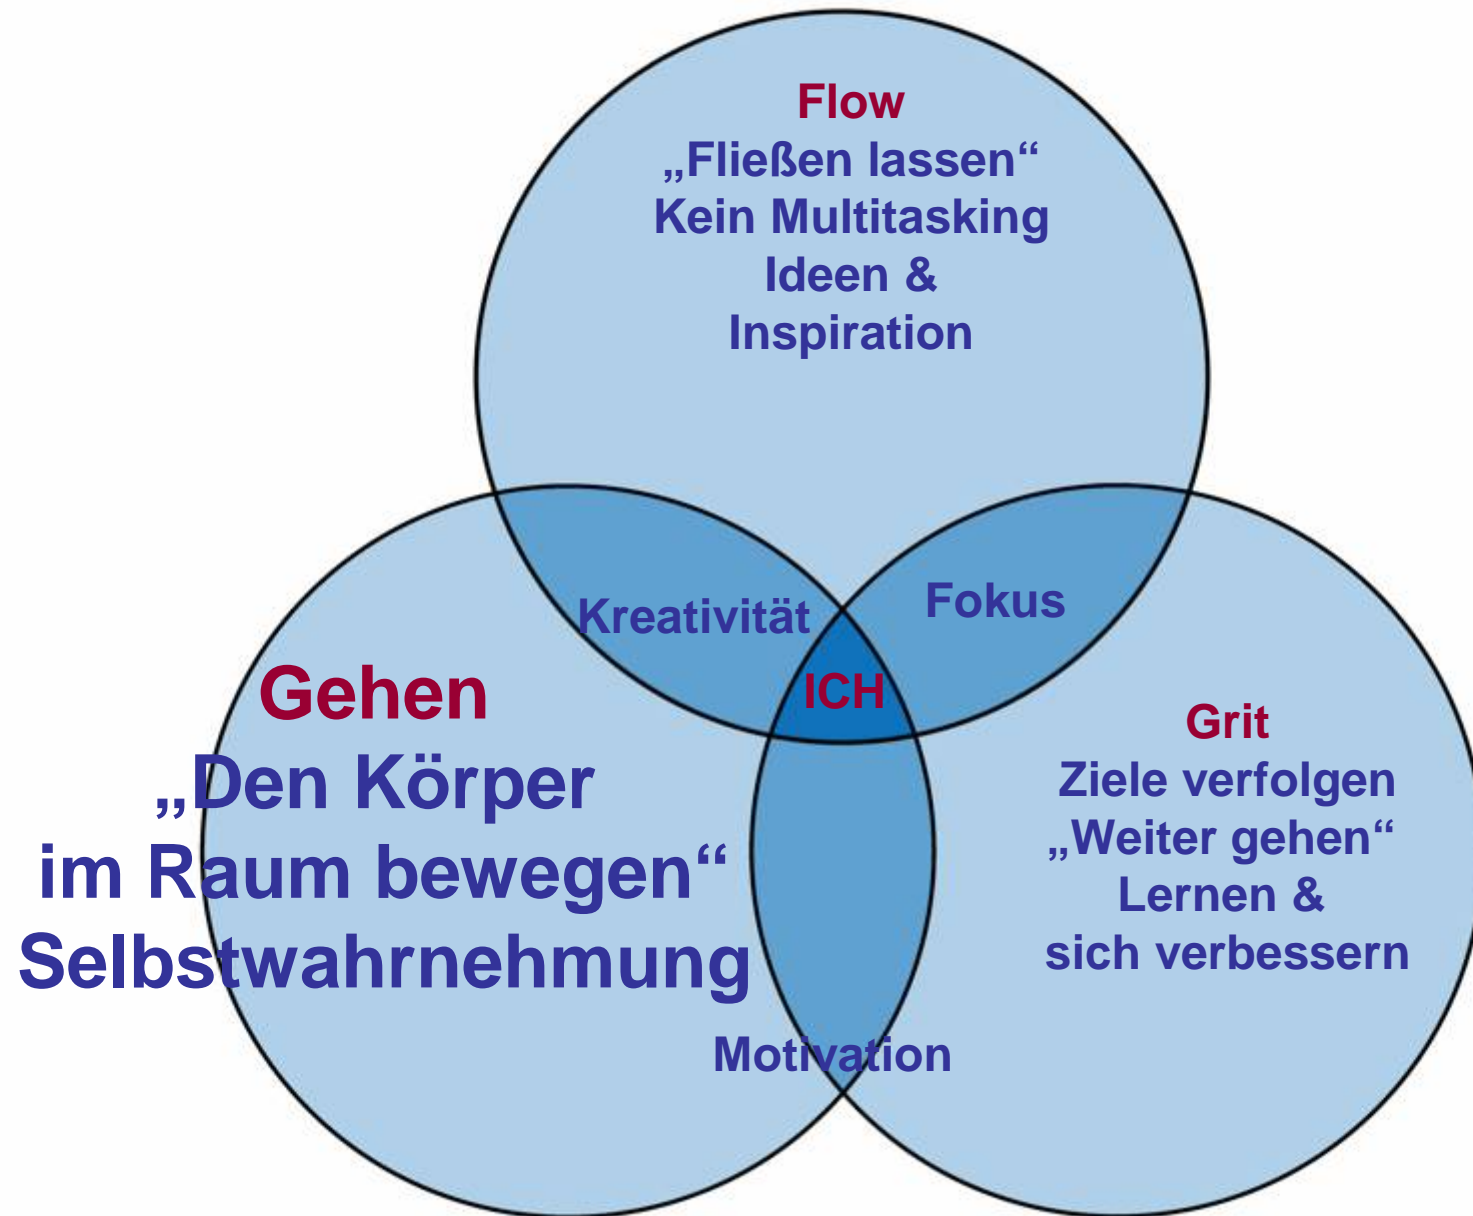 Flow
„Fließen lassen“
Kein Multitasking
Ideen &
Inspiration
Kreativität
Fokus
ICH
Gehen
„Den Körper
im Raum bewegen“
Selbstwahrnehmung
Grit
Ziele verfolgen
„Weiter gehen“
Lernen &
sich verbessern
Motivation